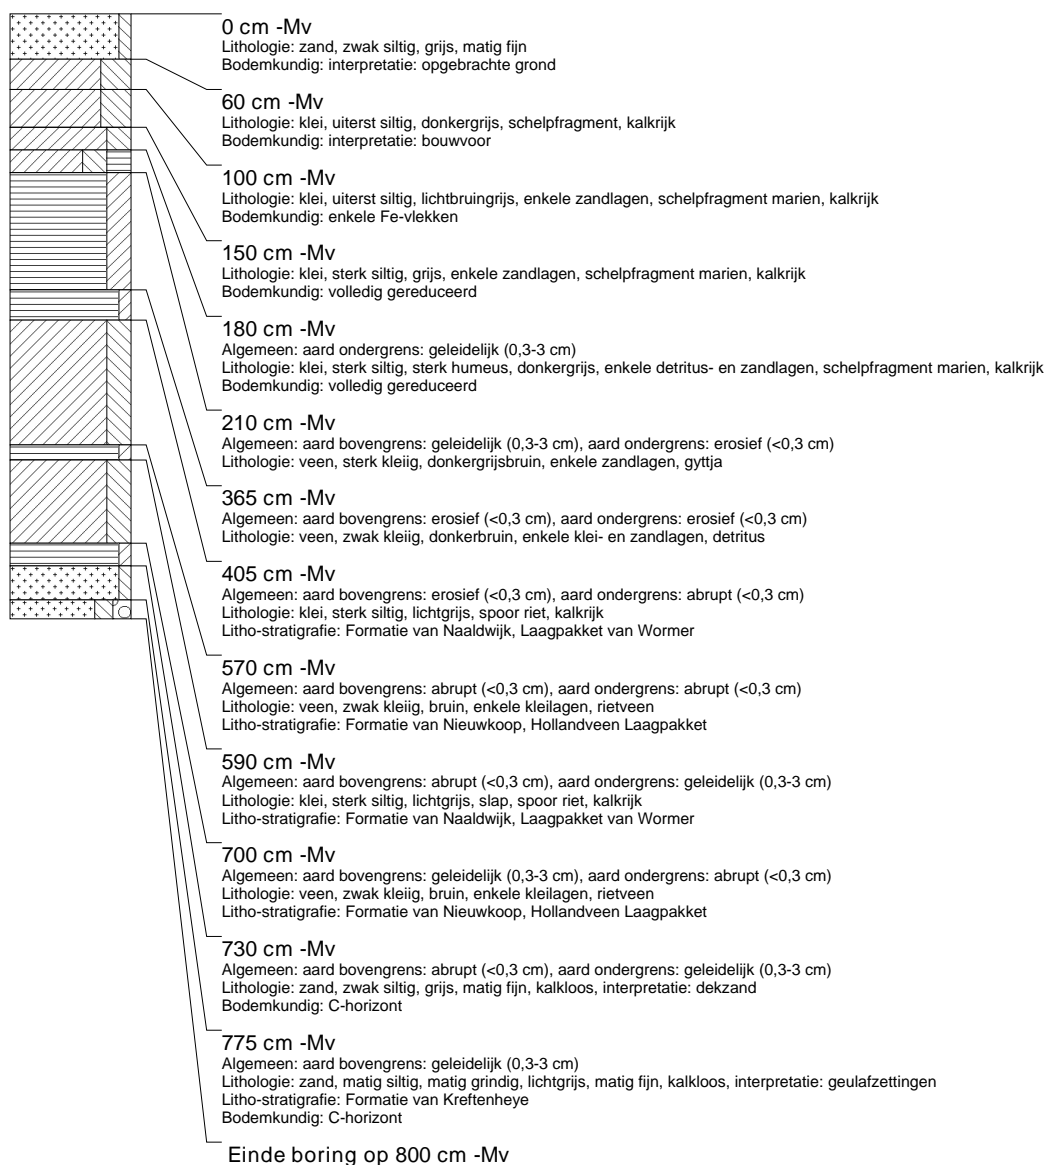 0 cm -Mv
Lithologie: zand, zwak siltig, grijs, matig fijn
Bodemkundig: interpretatie: opgebrachte grond
60 cm -Mv
Lithologie: klei, uiterst siltig, donkergrijs, schelpfragment, kalkrijk
Bodemkundig: interpretatie: bouwvoor
100 cm -Mv
Lithologie: klei, uiterst siltig, lichtbruingrijs, enkele zandlagen, schelpfragment marien, kalkrijk
Bodemkundig: enkele Fe-vlekken
150 cm -Mv
Lithologie: klei, sterk siltig, grijs, enkele zandlagen, schelpfragment marien, kalkrijk
Bodemkundig: volledig gereduceerd
180 cm -Mv
Algemeen: aard ondergrens: geleidelijk (0,3-3 cm)
Lithologie: klei, sterk siltig, sterk humeus, donkergrijs, enkele detritus- en zandlagen, schelpfragment marien, kalkrijk
Bodemkundig: volledig gereduceerd
210 cm -Mv
Algemeen: aard bovengrens: geleidelijk (0,3-3 cm), aard ondergrens: erosief (<0,3 cm)
Lithologie: veen, sterk kleiig, donkergrijsbruin, enkele zandlagen, gyttja
365 cm -Mv
Algemeen: aard bovengrens: erosief (<0,3 cm), aard ondergrens: erosief (<0,3 cm)
Lithologie: veen, zwak kleiig, donkerbruin, enkele klei- en zandlagen, detritus
405 cm -Mv
Algemeen: aard bovengrens: erosief (<0,3 cm), aard ondergrens: abrupt (<0,3 cm)
Lithologie: klei, sterk siltig, lichtgrijs, spoor riet, kalkrijk
Litho-stratigrafie: Formatie van Naaldwijk, Laagpakket van Wormer
570 cm -Mv
Algemeen: aard bovengrens: abrupt (<0,3 cm), aard ondergrens: abrupt (<0,3 cm)
Lithologie: veen, zwak kleiig, bruin, enkele kleilagen, rietveen
Litho-stratigrafie: Formatie van Nieuwkoop, Hollandveen Laagpakket
590 cm -Mv
Algemeen: aard bovengrens: abrupt (<0,3 cm), aard ondergrens: geleidelijk (0,3-3 cm)
Lithologie: klei, sterk siltig, lichtgrijs, slap, spoor riet, kalkrijk
Litho-stratigrafie: Formatie van Naaldwijk, Laagpakket van Wormer
700 cm -Mv
Algemeen: aard bovengrens: geleidelijk (0,3-3 cm), aard ondergrens: abrupt (<0,3 cm)
Lithologie: veen, zwak kleiig, bruin, enkele kleilagen, rietveen
Litho-stratigrafie: Formatie van Nieuwkoop, Hollandveen Laagpakket
730 cm -Mv
Algemeen: aard bovengrens: abrupt (<0,3 cm), aard ondergrens: geleidelijk (0,3-3 cm)
Lithologie: zand, zwak siltig, grijs, matig fijn, kalkloos, interpretatie: dekzand
Bodemkundig: C-horizont
775 cm -Mv
Algemeen: aard bovengrens: geleidelijk (0,3-3 cm)
Lithologie: zand, matig siltig, matig grindig, lichtgrijs, matig fijn, kalkloos, interpretatie: geulafzettingen
Litho-stratigrafie: Formatie van Kreftenheye
Bodemkundig: C-horizont
Einde boring op 800 cm -Mv